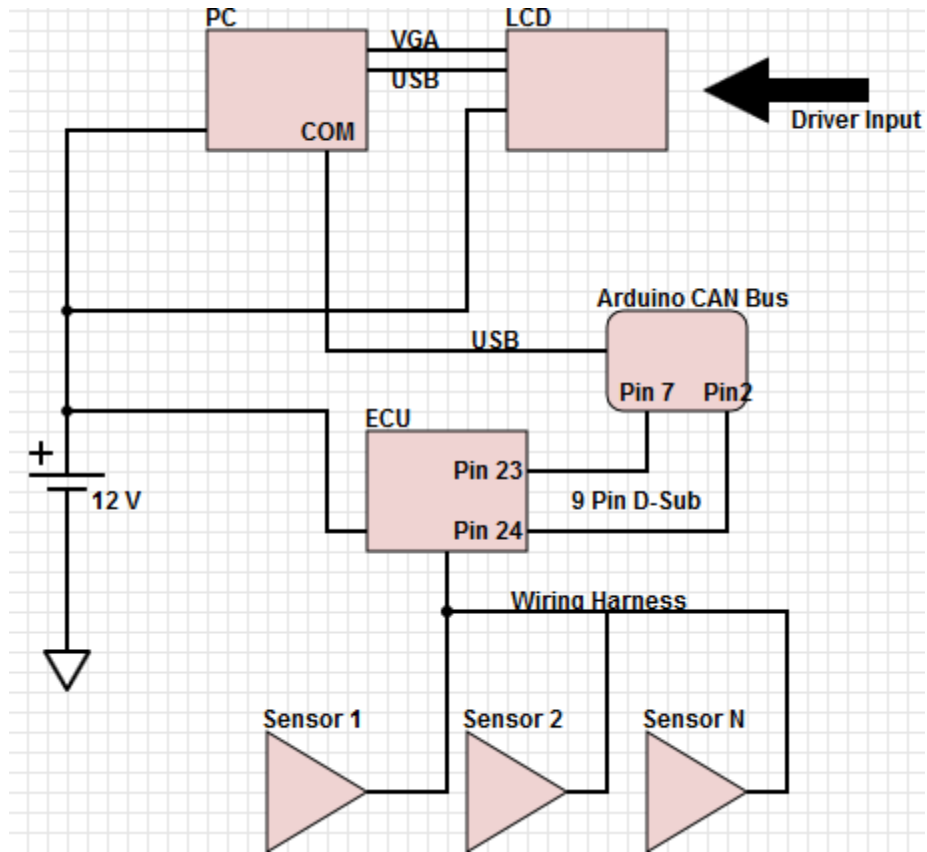 PC
LCD
VGA
USB
COM
Driver Input
Arduino CAN Bus
USB
Pin 7
Pin2
ECU
Pin 23
9 Pin D-Sub
Pin 24
+
12 V
Wiring Harness
Sensor 1
Sensor 2
Sensor N